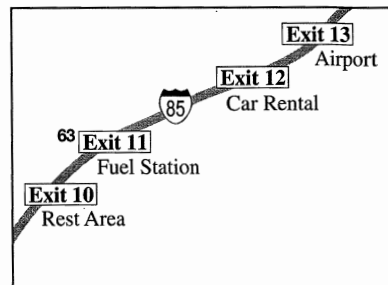 Exit 13
Airport
Exit 12
Car Rental
85
63
Exit 11
Fuel Station
Exit 10
Rest Area